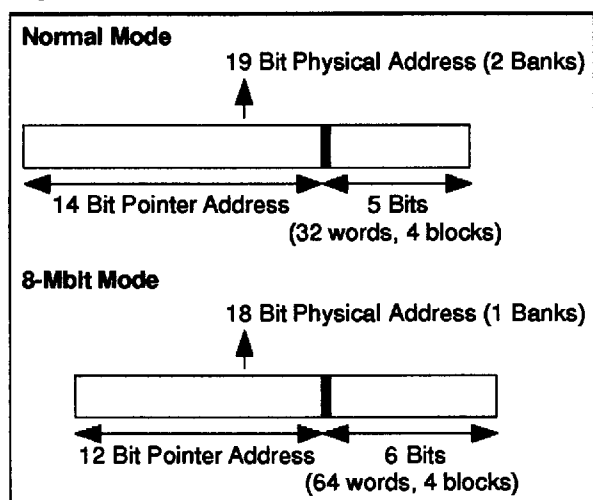 Normal Mode
19 Bit Physical Address (2 Banks)
14 Bit Pointer Address
5 Bits
(32 words, 4 blocks)
8-Mbit Mode
18 Bit Physical Address (1 Banks)
12 Bit Pointer Address
6 Bits
(64 words, 4 blocks)